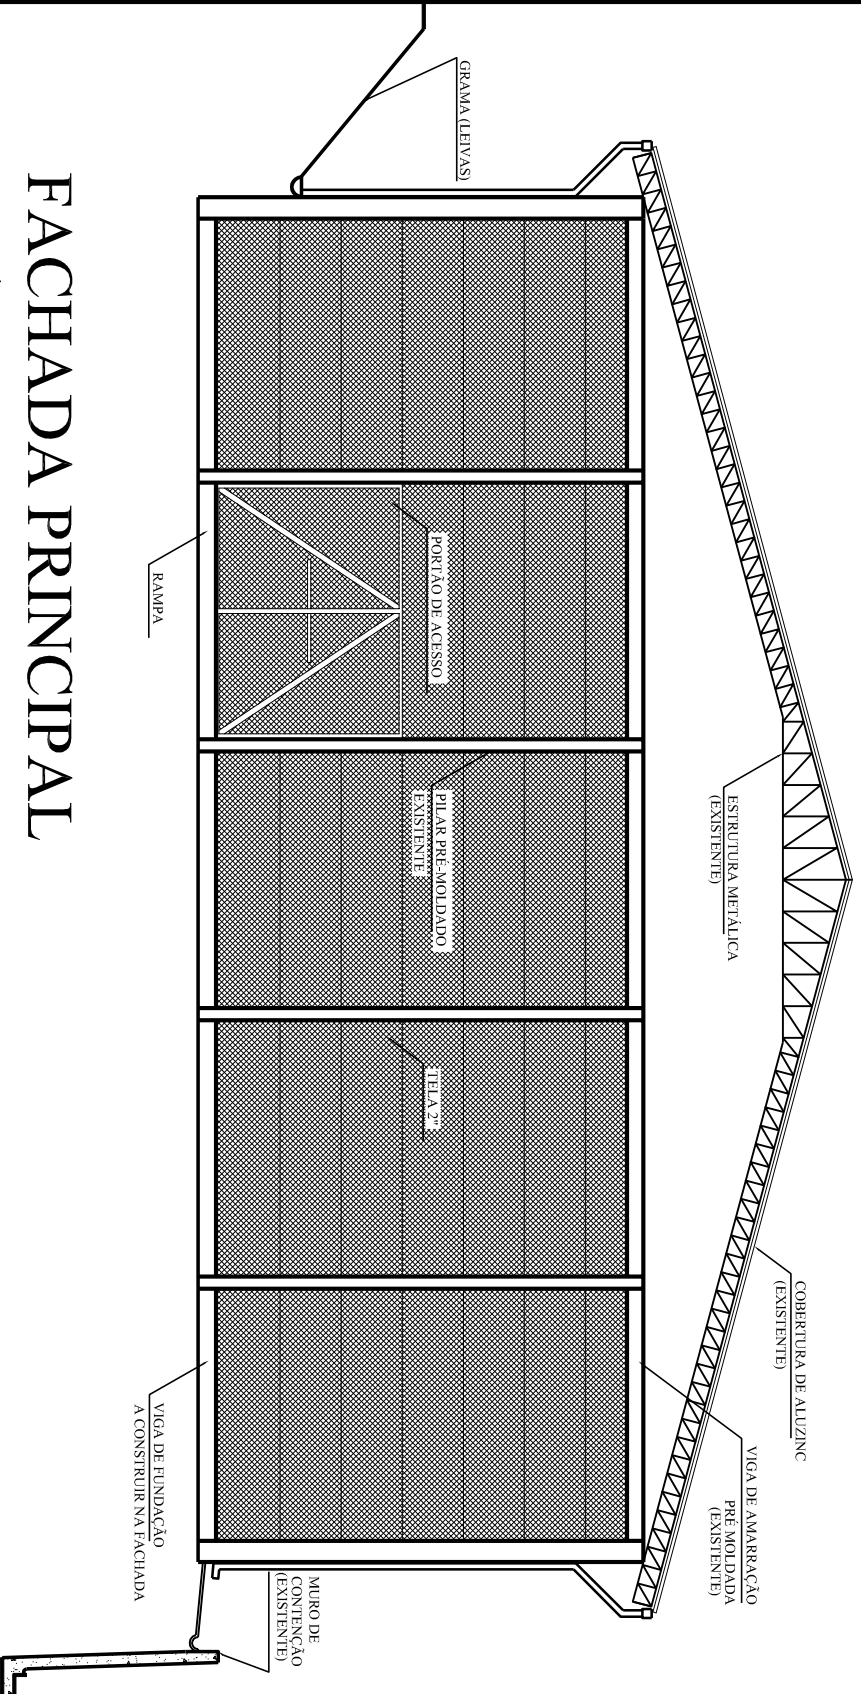 GRAMA (LEIVAS)
COBERTURA DE ALUZINC
(EXISTENTE)
ESTRUTURA METÁLICA
(EXISTENTE)
VIGA DE AMARRAÇÃO
PRÉ MOLDADA
(EXISTENTE)
PORTÃO DE ACESSO
PILAR PRÉ-MOLDADO
EXISTENTE
TELA 2"
MURO DE
CONTENÇÃO
(EXISTENTE)
RAMPA
VIGA DE FUNDAÇÃO
A CONSTRUIR NA FACHADA
FACHADA PRINCIPAL